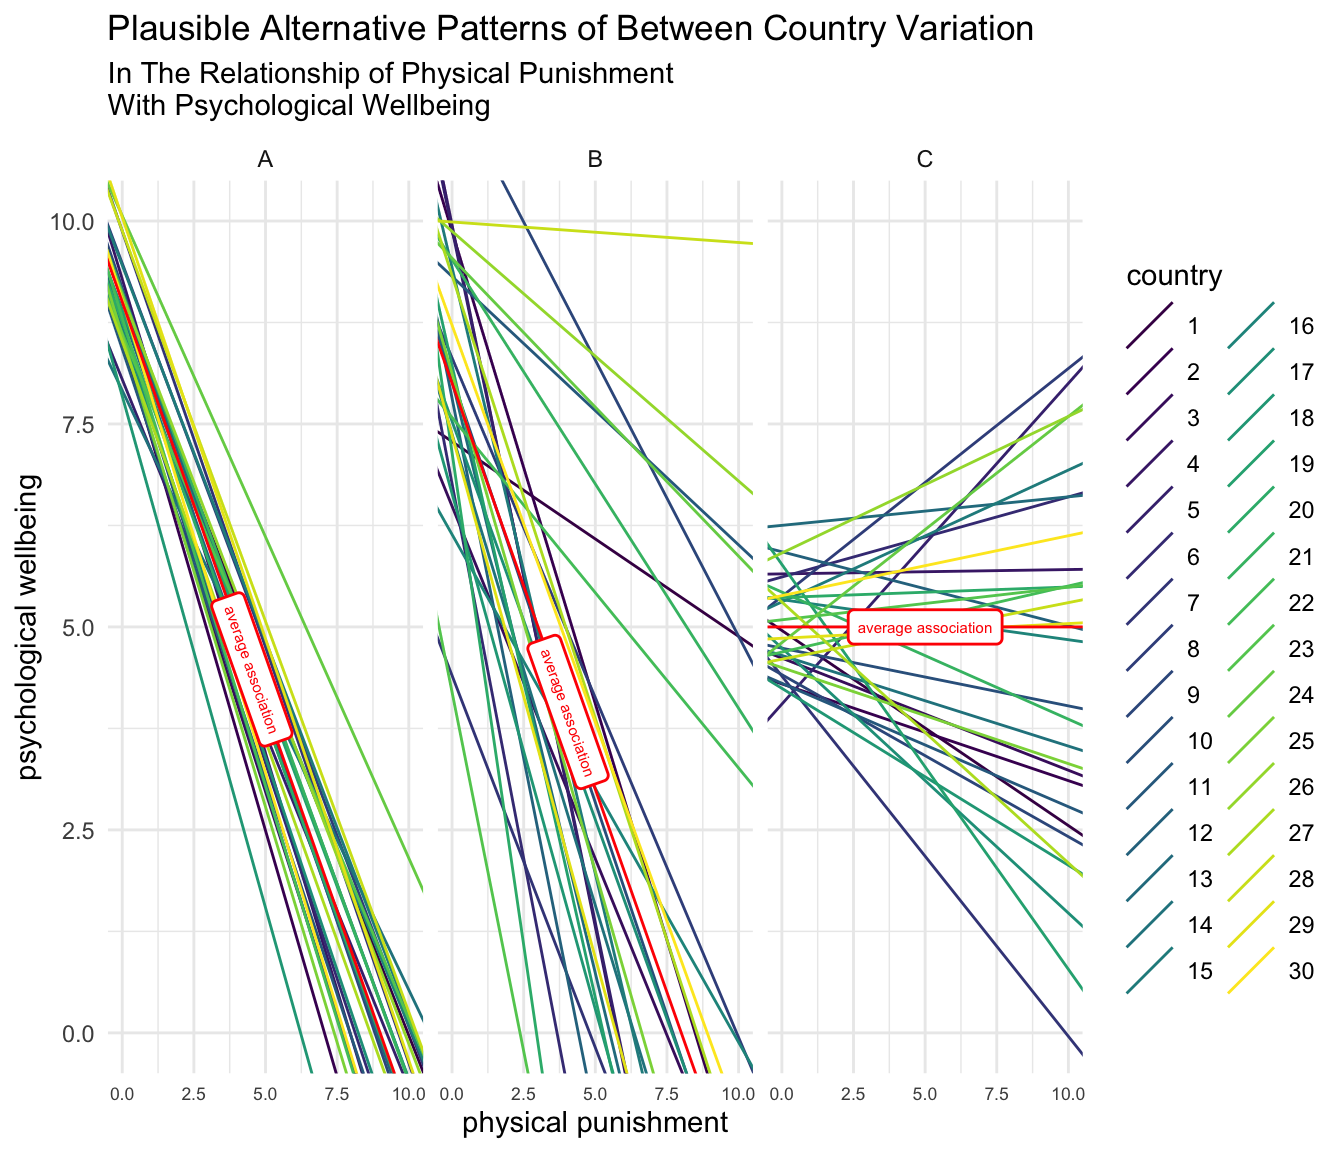 Plausible Alternative Patterns of Between Country Variation
In The Relationship of Physical Punishment
With Psychological Wellbeing
A
B
C
psychological wellbeing
10.0
7.5
5.0
2.5
0.0
average association
average association
average association
0.0 2.5 5.0 7.5 10.0
0.0 2.5 5.0 7.5 10.0
0.0 2.5 5.0 7.5 10.0
physical punishment
country
1
2
3
4
5
6
7
8
9
10
11
12
13
14
15
16
17
18
19
20
21
22
23
24
25
26
27
28
29
30